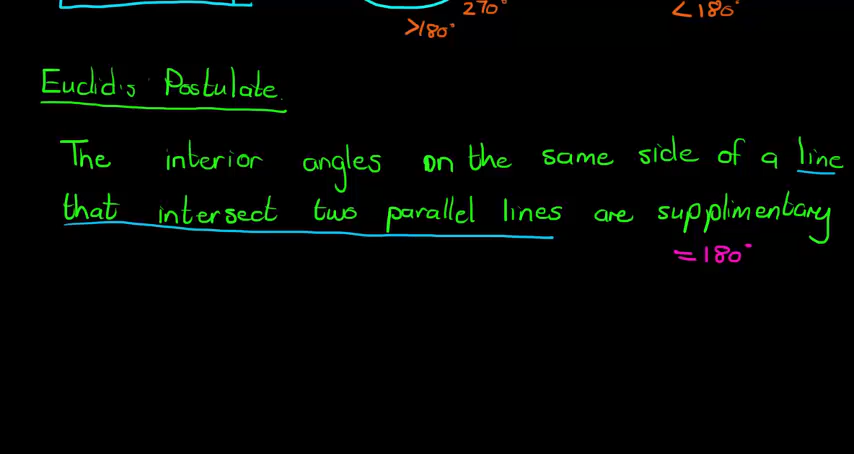 270°
>180°
<180°
Euclid's Postulate.
The interior angles on the same side of a line
that intersect two parallel lines are supplimentary
=180°